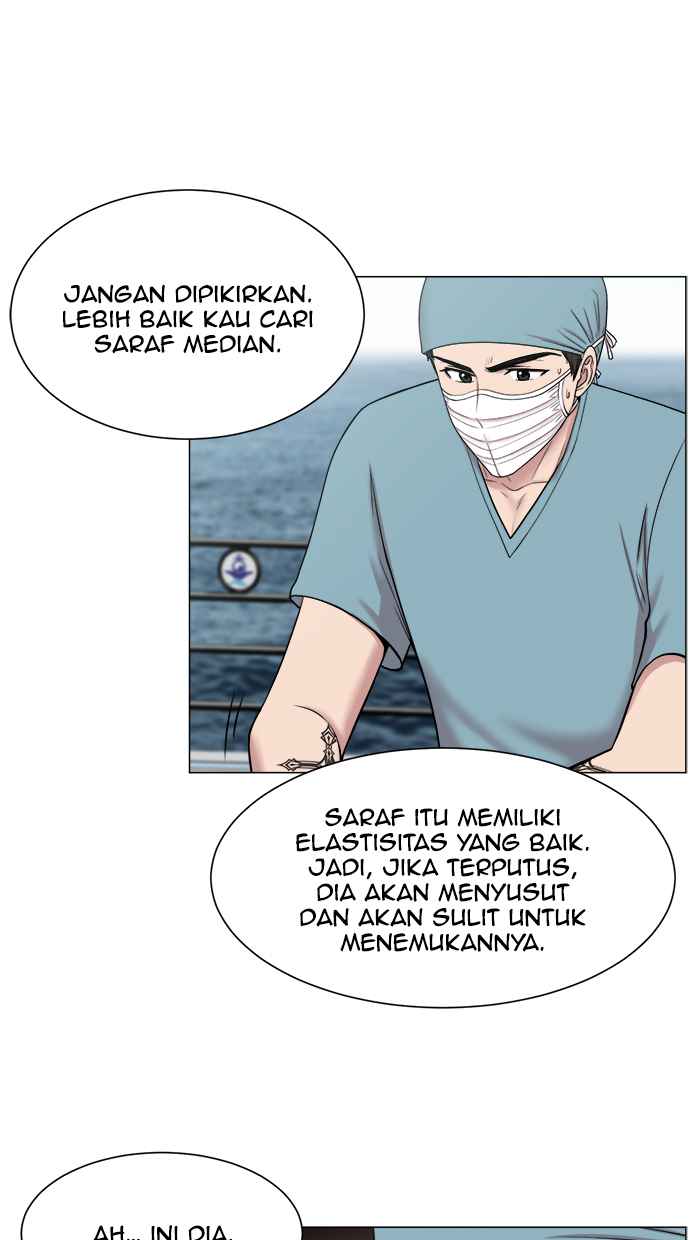 JANGAN DIPIKIRKAN.
LEBIH BAIK KAU CARI
SARAF MEDIAN.
SARAF ITU MEMILIKI
ELASTISITAS YANG BAIK.
JADI, JIKA TERPUTUS,
DIA AKAN MENYUSUT
DAN AKAN SULIT UNTUK
MENEMUKANNYA.
AH... INI DIA.